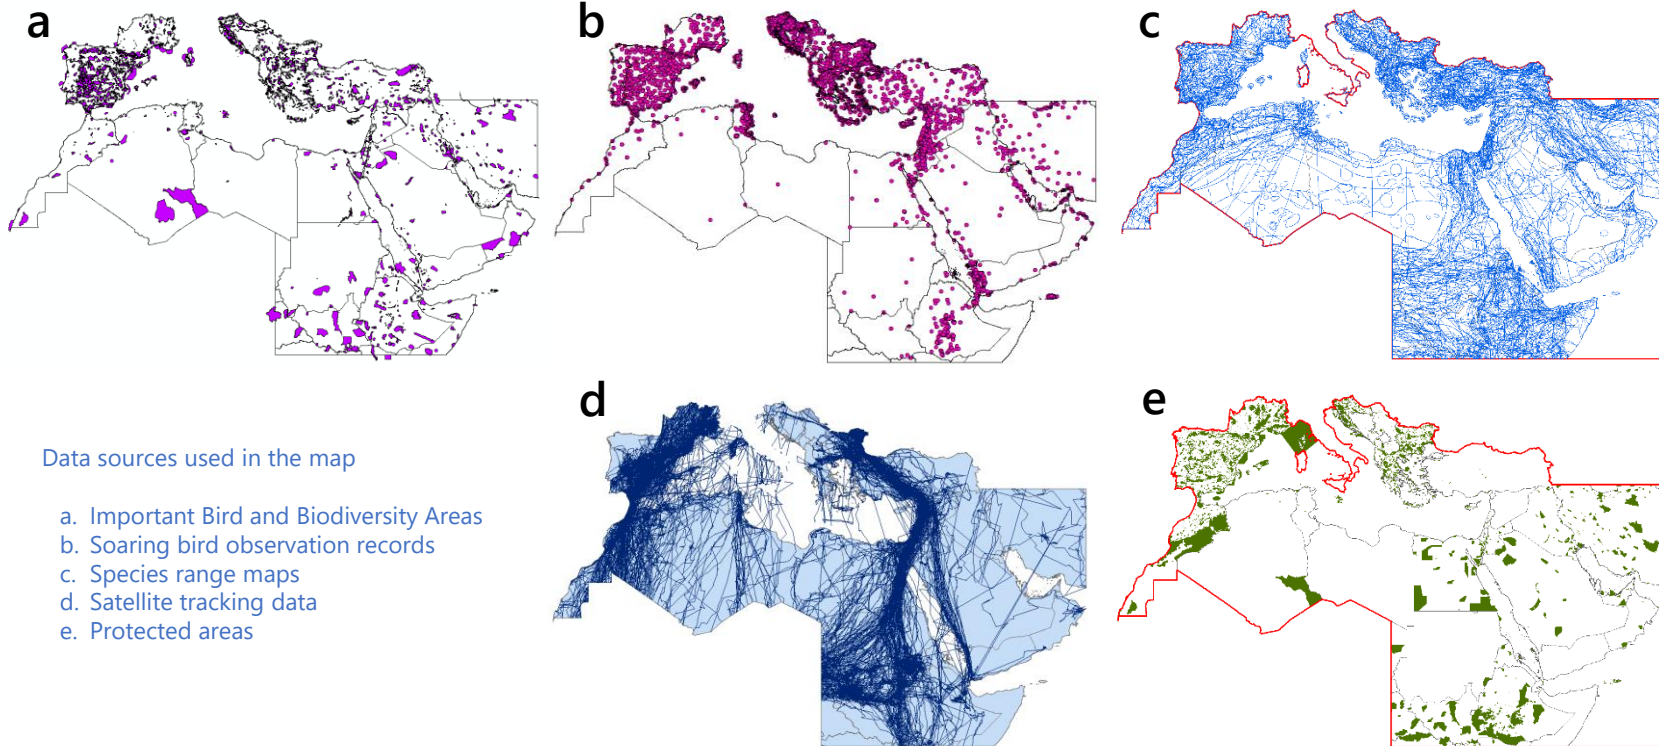 a
b
c
d
e
Data sources used in the map
a. Important Bird and Biodiversity Areas
b. Soaring bird observation records
c. Species range maps
d. Satellite tracking data
e. Protected areas